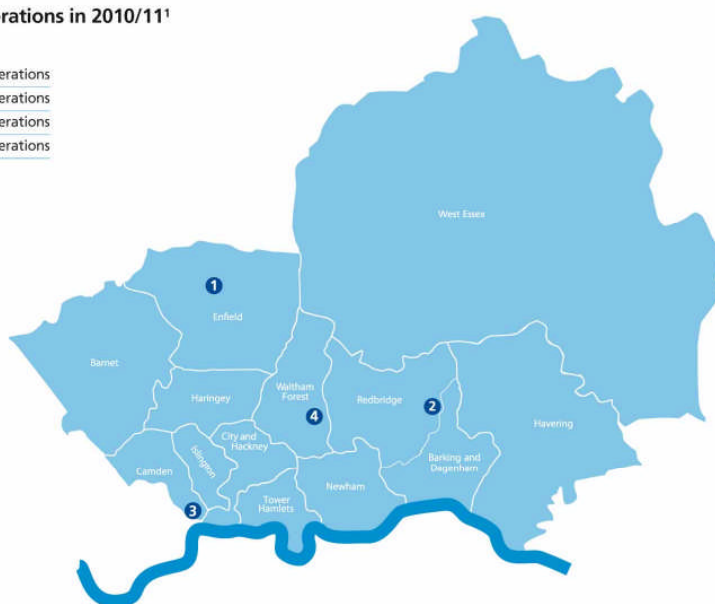 erations in 2010/11¹
erations
erations
erations
erations
West Essex
1
Enfield
Barnet
Haringey
Waltham
Forest
4
Redbridge
2
Havering
City and
Hackney
Islington
Camden
Barking and
Dagenham
Newham
Tower
Hamlets
3